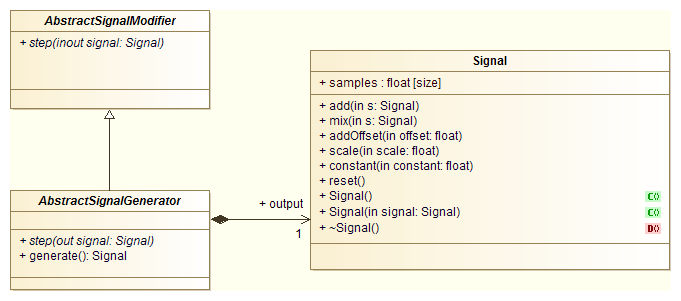 AbstractSignalModifier
+ step(inout signal: Signal)
Signal
+ samples : float [size]
+ add(in s: Signal)
+ mix(in s: Signal)
+ addOffset(in offset: float)
+ scale(in scale: float)
+ constant(in constant: float)
+ reset()
+ Signal() C()
+ Signal(in signal: Signal) C()
+ ~Signal() D()
AbstractSignalGenerator
+ step(out signal: Signal)
+ generate(): Signal
+ output
1